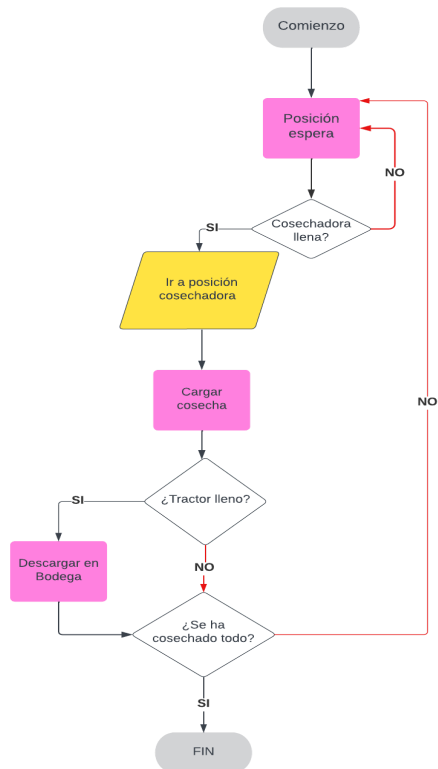 Comienzo
Posición
espera
NO
Cosechadora
llena?
SI
Ir a posición
cosechadora
Cargar
cosecha
NO
¿Tractor lleno?
SI
Descargar en
Bodega
NO
¿Se ha
cosechado todo?
SI
FIN